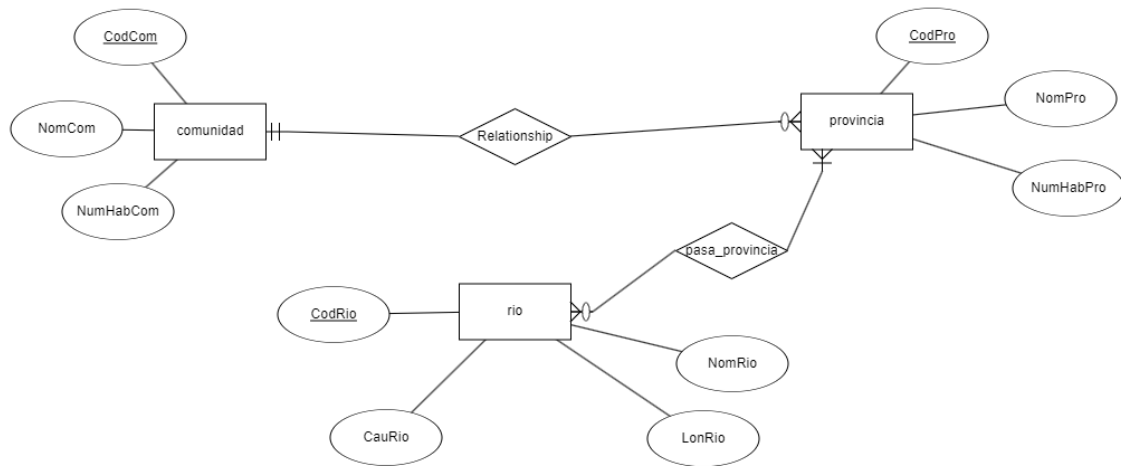 CodCom
CodPro
NomCom
comunidad
Relationship
provincia
NomPro
NumHabCom
NumHabPro
pasa_provincia
CodRio
rio
NomRio
CauRio
LonRio